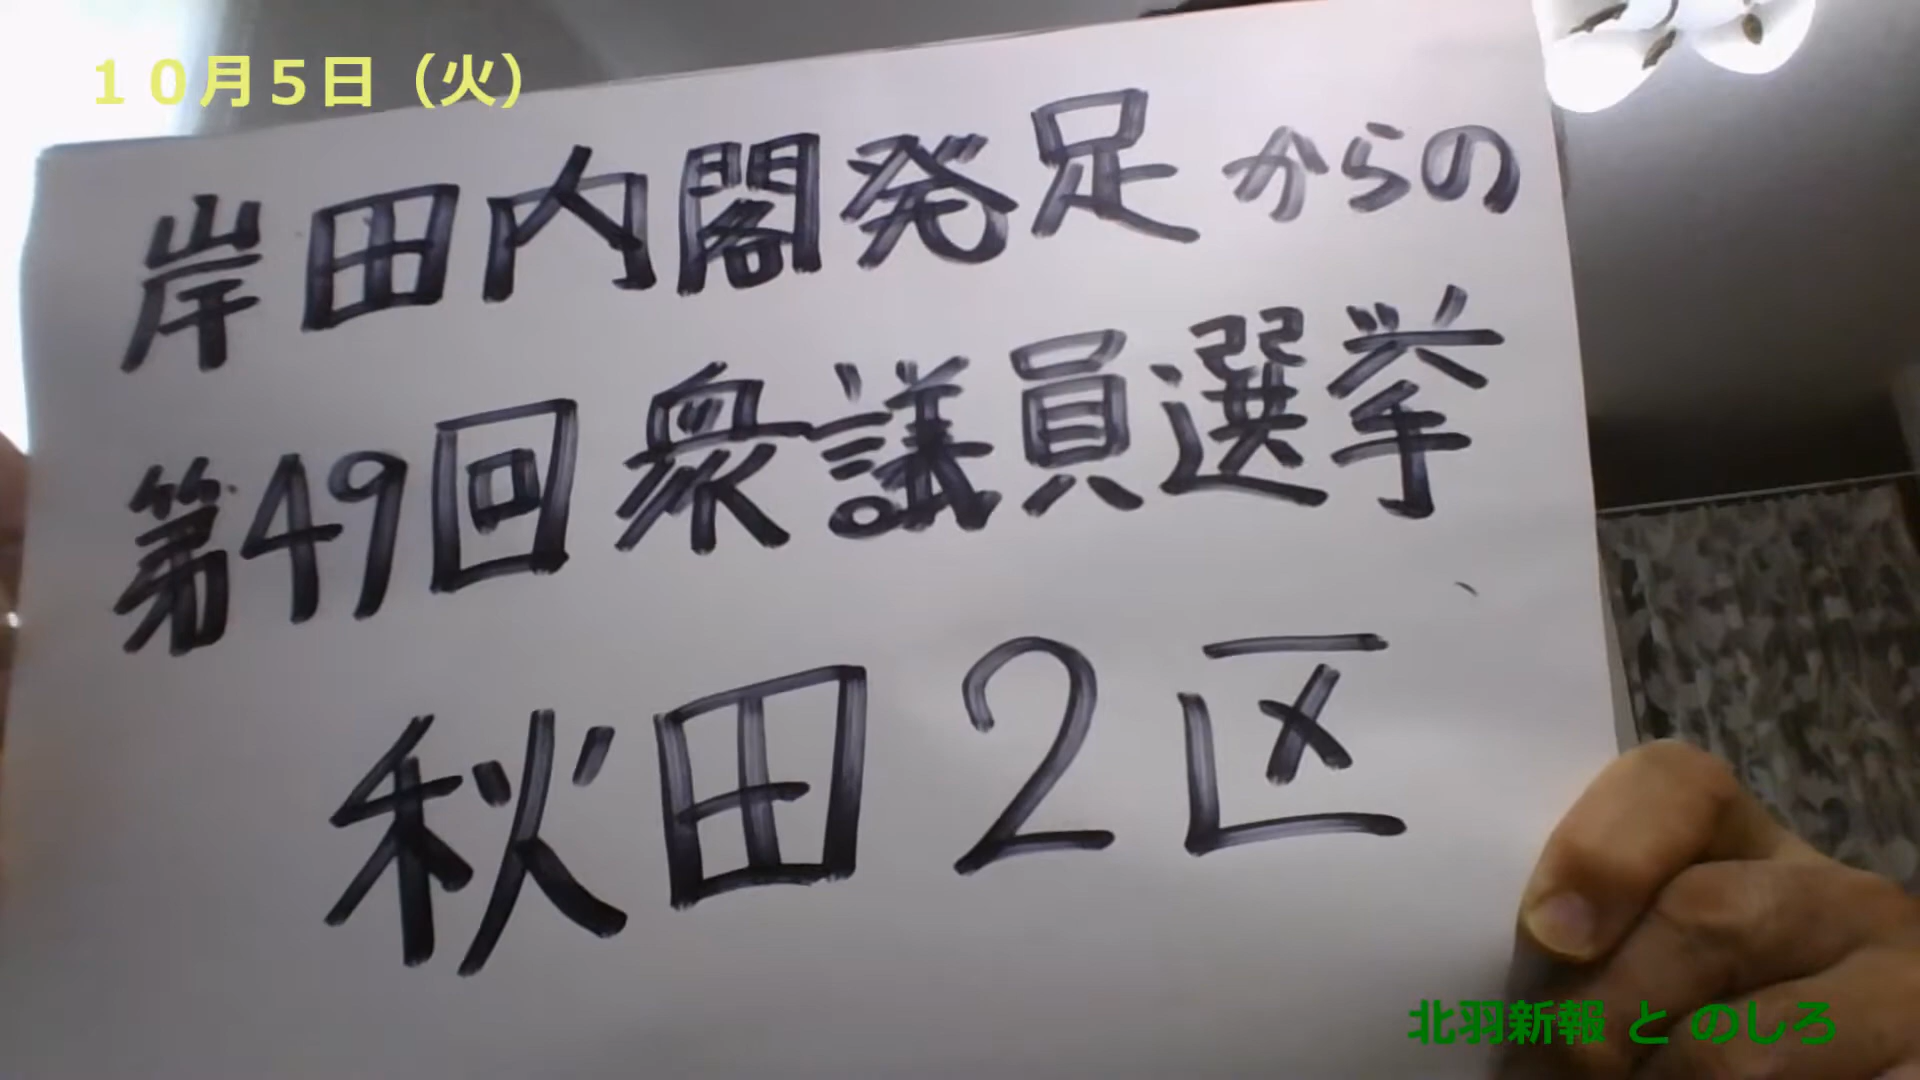 １０月５日（火）
岸田内閣発足からの
第49回衆議員選挙
秋田2区
北羽新報 と のしろ